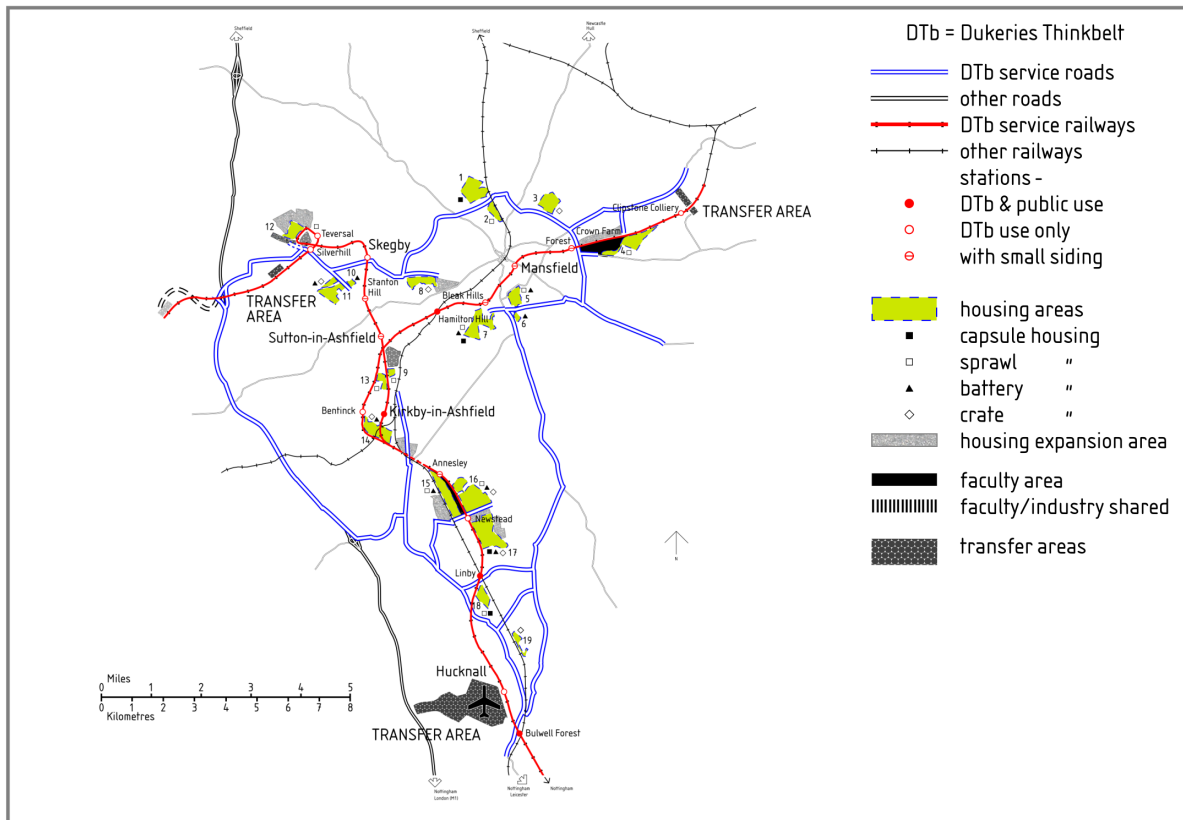 Sheffield
Sheffield
Newcastle
Hull
DTb = Dukeries Thinkbelt
DTb service roads
other roads
DTb service railways
other railways
stations -
DTb & public use
DTb use only
with small siding
housing areas
capsule housing
sprawl "
battery "
crate "
housing expansion area
faculty area
faculty/industry shared
transfer areas
1
2
3
Clipstone Colliery
TRANSFER AREA
Crown Farm
Forest
4
12
Teversal
Silverhill
Skegby
Mansfield
10
11
Stanton
Hill
8
Bleak Hills
5
TRANSFER
AREA
Hamilton Hill
7
6
Sutton-in-Ashfield
9
13
Bentinck
Kirkby-in-Ashfield
14
Annesley
15
16
Newstead
17
N
Linby
8
19
Miles
0 1 2 3 4 5
0 1 2 3 4 5 6 7 8
Kilometres
Hucknall
TRANSFER AREA
Bulwell Forest
Nottingham
London (M1)
Nottingham
Leicester
Nottingham